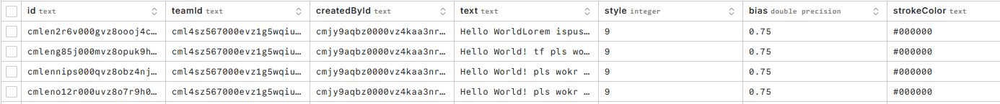 id text teamId text createdById text text text style integer bias double precision strokeColor text
cmlen2r6v000gvz8oooj4c… cml4sz567000evz1g5wqiu… cmjy9aqbz0000vz4kaa3nr… Hello WorldLorem ispus… 9 0.75 #000000
cmleng85j000mvz8opuk9h… cml4sz567000evz1g5wqiu… cmjy9aqbz0000vz4kaa3nr… Hello World! tf pls wo… 9 0.75 #000000
cmlennips000qvz8obz4nj… cml4sz567000evz1g5wqiu… cmjy9aqbz0000vz4kaa3nr… Hello World! pls wokr … 9 0.75 #000000
cmleno12r000uvz8o7r9h0… cml4sz567000evz1g5wqiu… cmjy9aqbz0000vz4kaa3nr… Hello World! pls wokr … 9 0.75 #000000